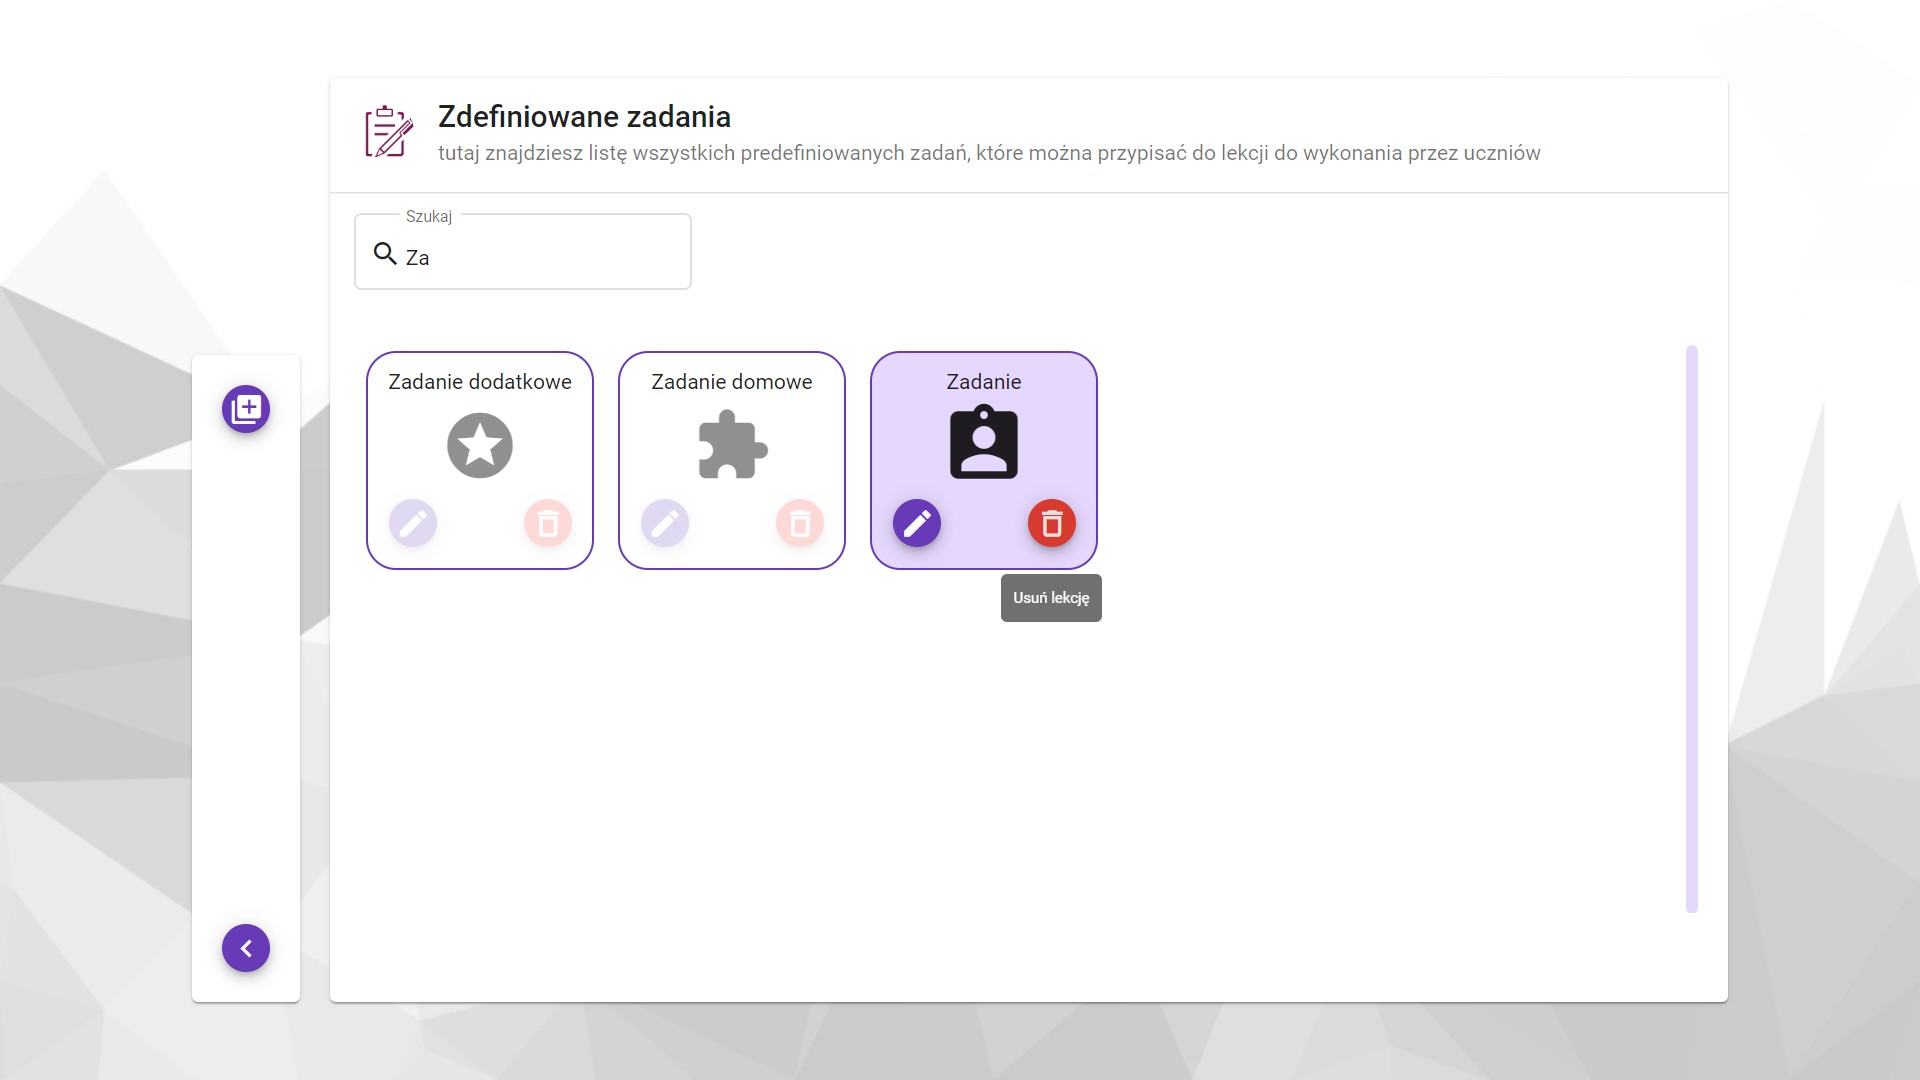 Zdefiniowane zadania
tutaj znajdziesz listę wszystkich predefiniowanych zadań, które można przypisać do lekcji do wykonania przez uczniów
Szukaj
Za
Zadanie dodatkowe
Zadanie domowe
Zadanie
Usuń lekcję